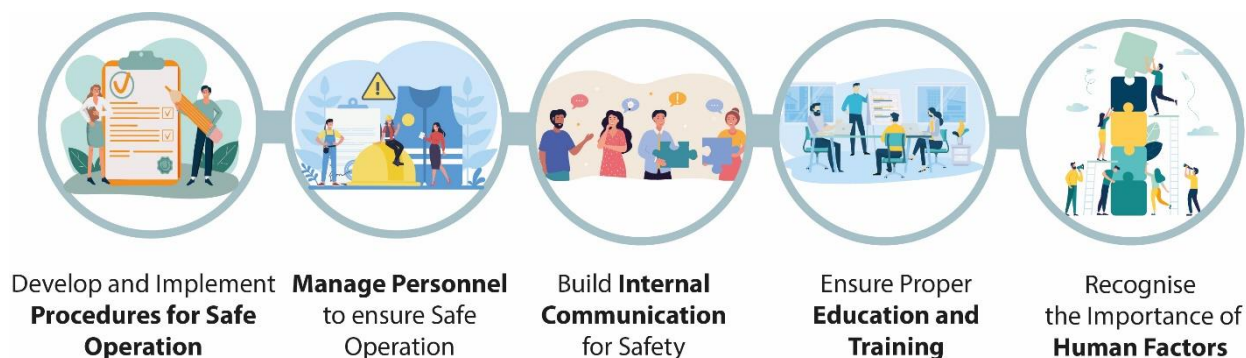 Develop and Implement
Procedures for Safe
Operation
Manage Personnel
to ensure Safe
Operation
Build Internal
Communication
for Safety
Ensure Proper
Education and
Training
Recognise
the Importance of
Human Factors